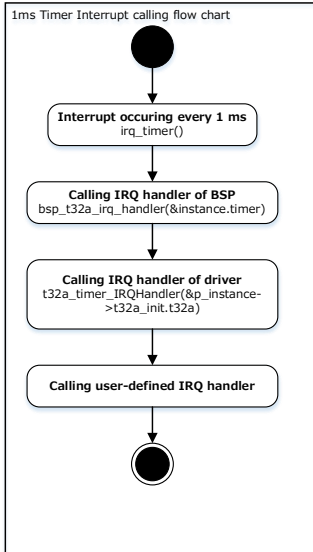 1ms Timer Interrupt calling flow chart
Interrupt occuring every 1 ms
irq_timer()
Calling IRQ handler of BSP
bsp_t32a_irq_handler(&instance.timer)
Calling IRQ handler of driver
t32a_timer_IRQHandler(&p_instance-
>t32a_init.t32a)
Calling user-defined IRQ handler